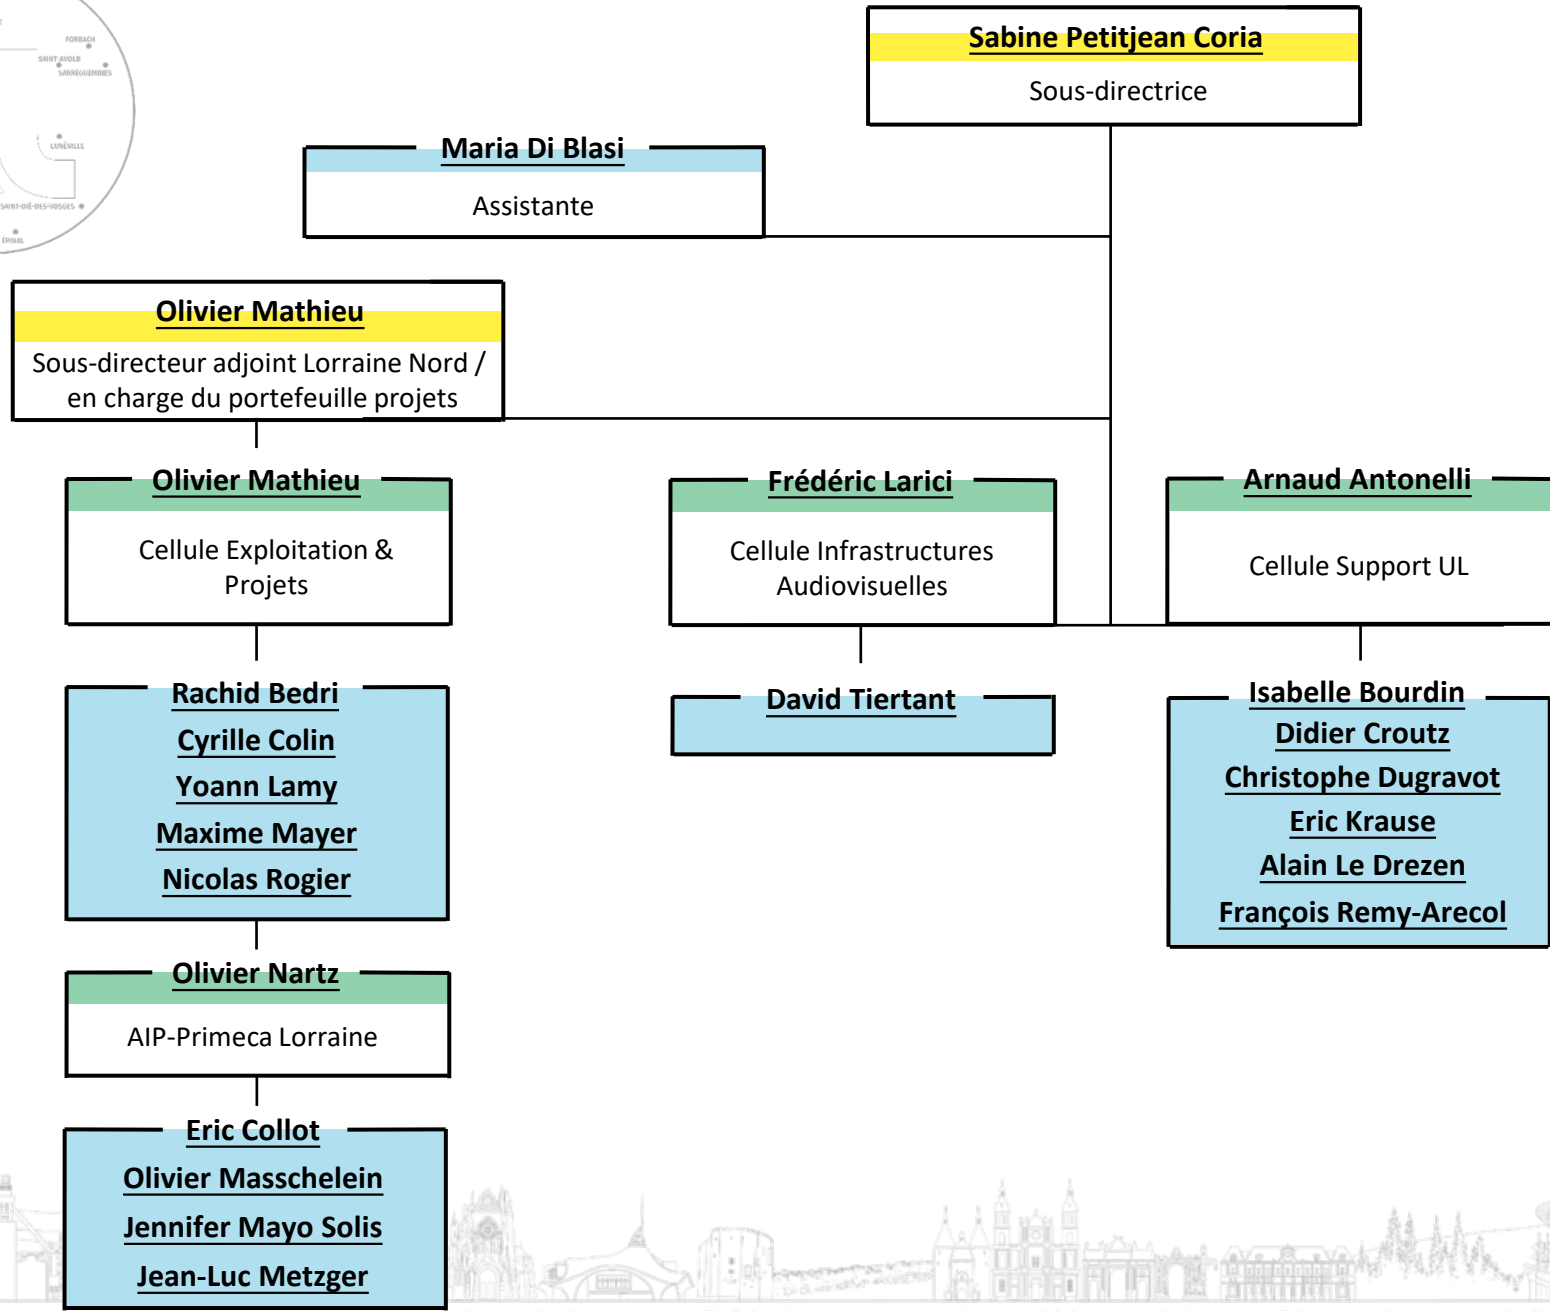 FORBACH
SAINT-AVOLD
SARREGUEMINES
LUNÉVILLE
SAINT-DIÉ-DES-VOSGES
ÉPINAL
Sabine Petitjean Coria
Sous-directrice
Maria Di Blasi
Assistante
Olivier Mathieu
Sous-directeur adjoint Lorraine Nord /
en charge du portefeuille projets
Olivier Mathieu
Cellule Exploitation &
Projets
Rachid Bedri
Cyrille Colin
Yoann Lamy
Maxime Mayer
Nicolas Rogier
Olivier Nartz
AIP-Primeca Lorraine
Eric Collot
Olivier Masschelein
Jennifer Mayo Solis
Jean-Luc Metzger
Frédéric Larici
Cellule Infrastructures
Audiovisuelles
David Tiertant
Arnaud Antonelli
Cellule Support UL
Isabelle Bourdin
Didier Croutz
Christophe Dugravot
Eric Krause
Alain Le Drezen
François Remy-Arecol